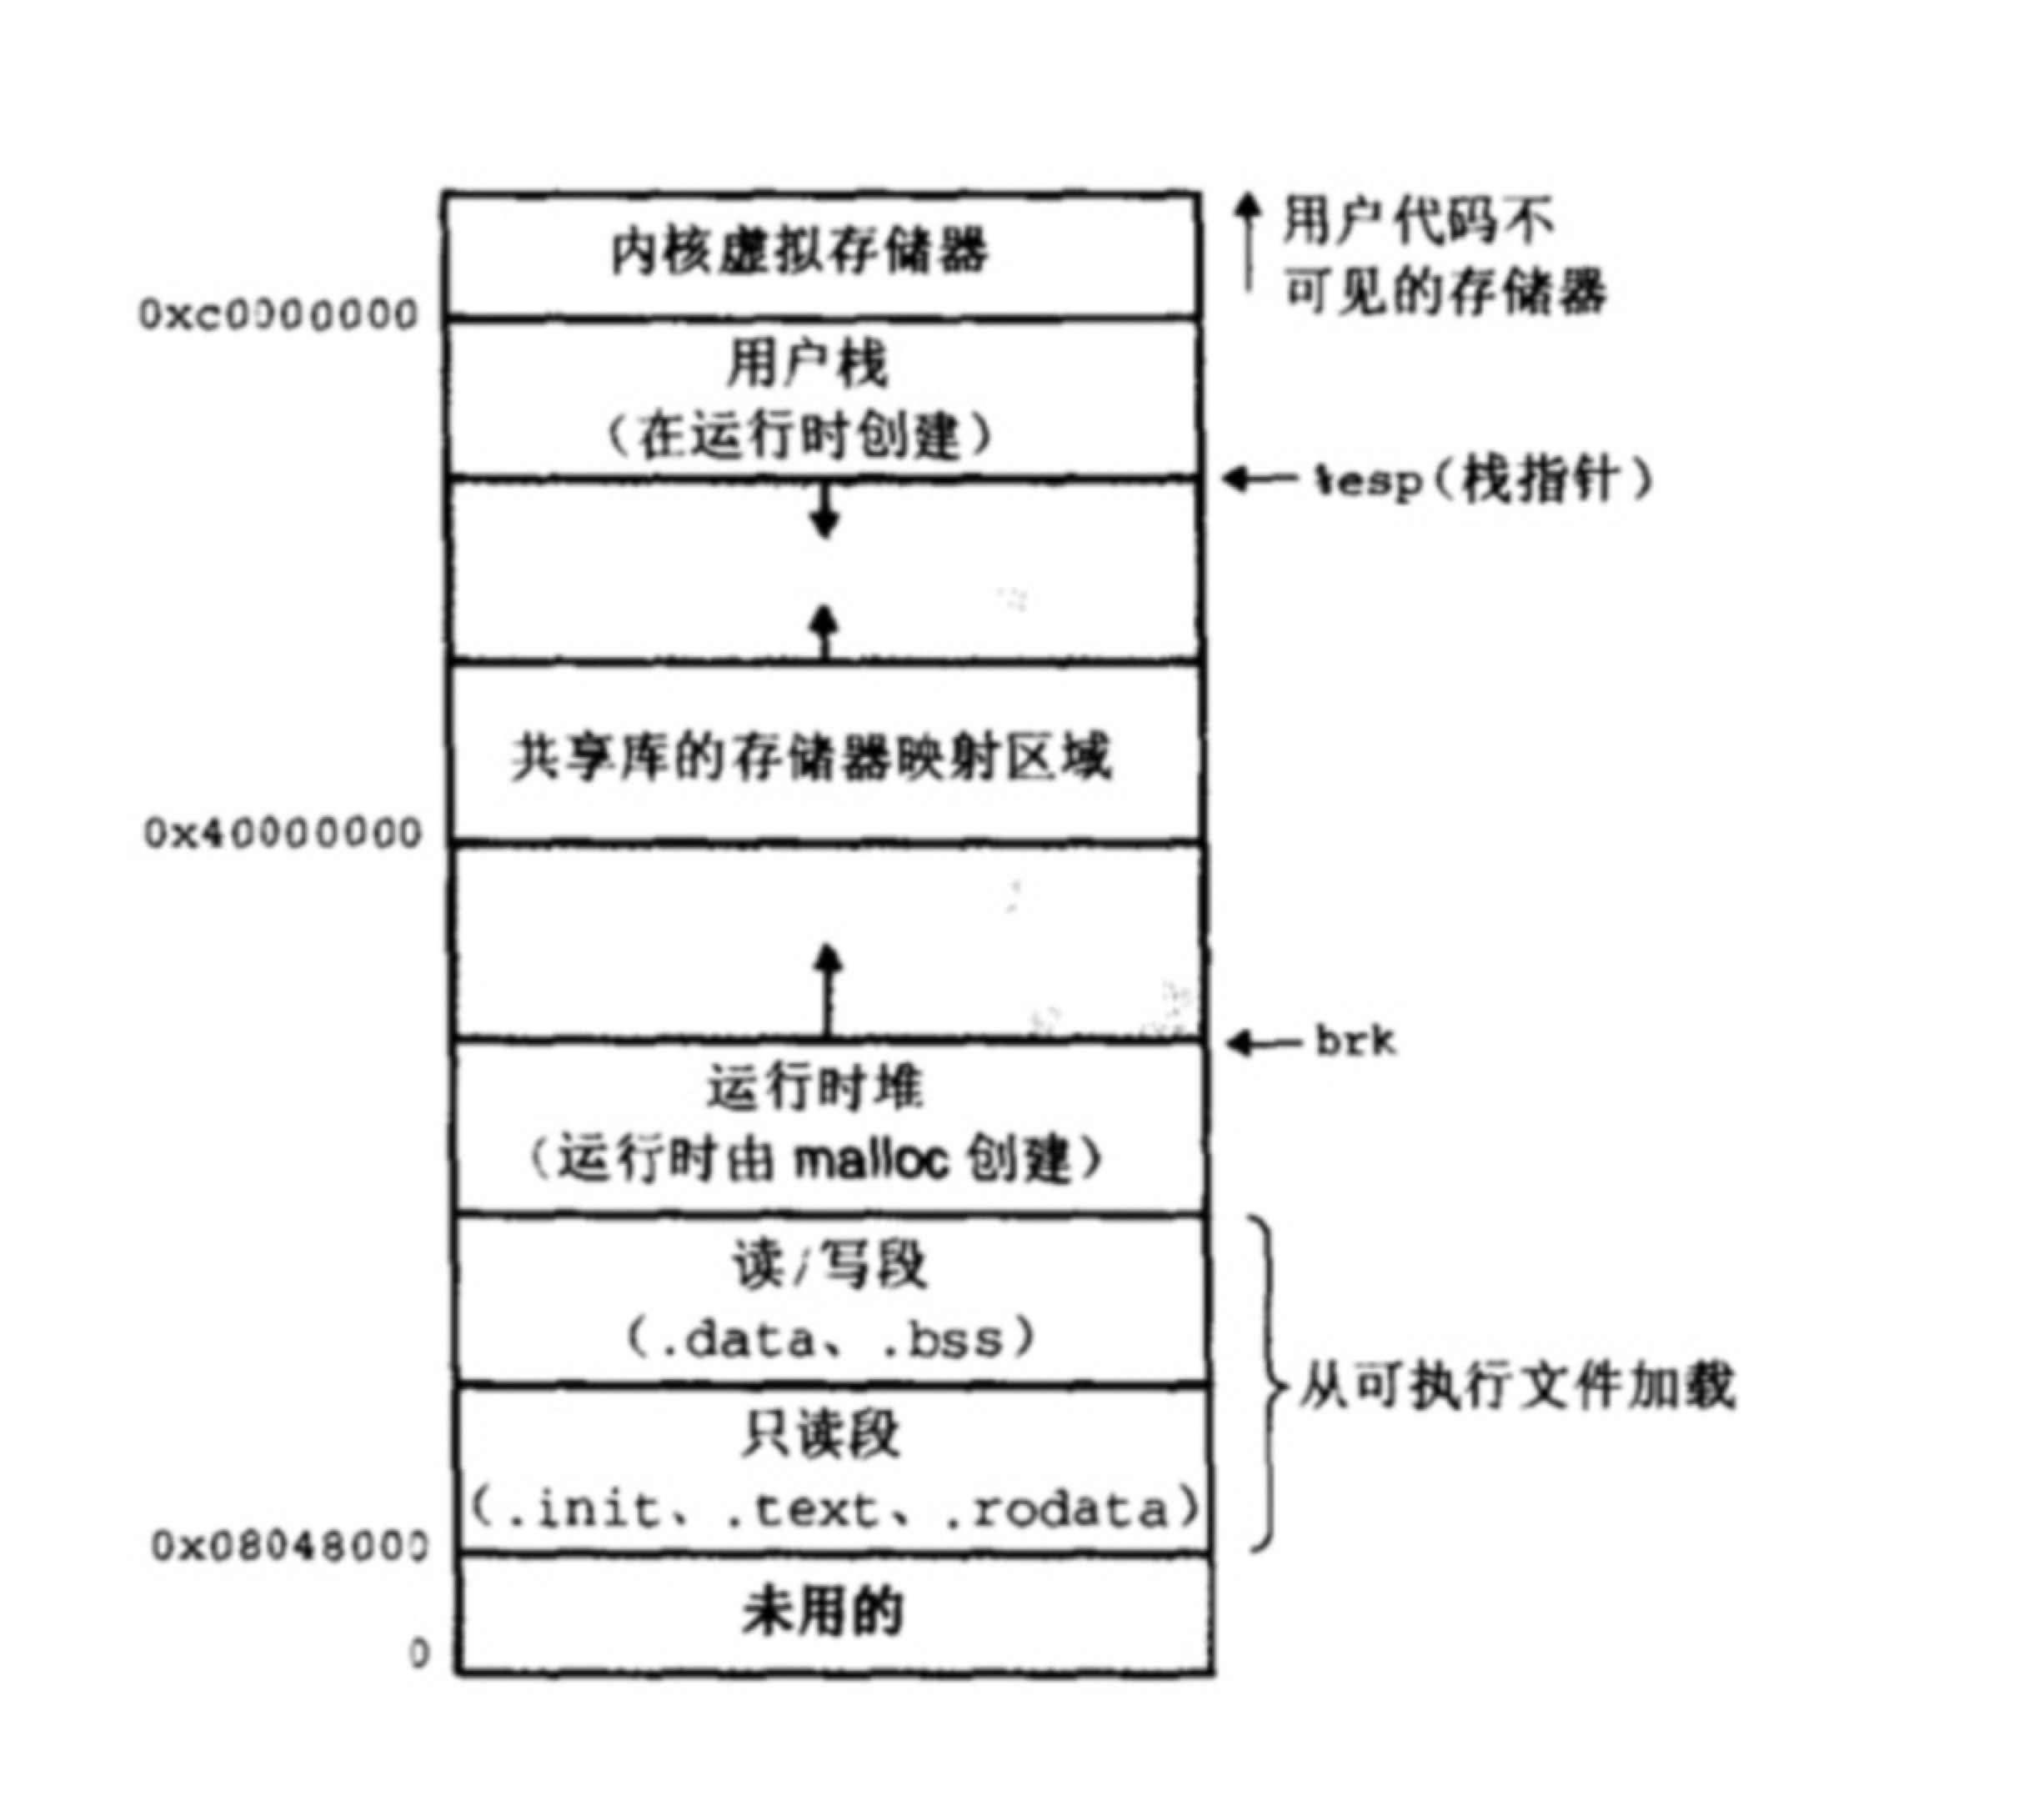 内核虚拟存储器
用户代码不
可见的存储器
0xc0000000
用户栈
（在运行时创建）
%esp（栈指针）
共享库的存储器映射区域
0x40000000
brk
运行时堆
（运行时由 malloc 创建）
读/写段
（.data、.bss）
从可执行文件加载
只读段
（.init、.text、.rodata）
0x08048000
未用的
0